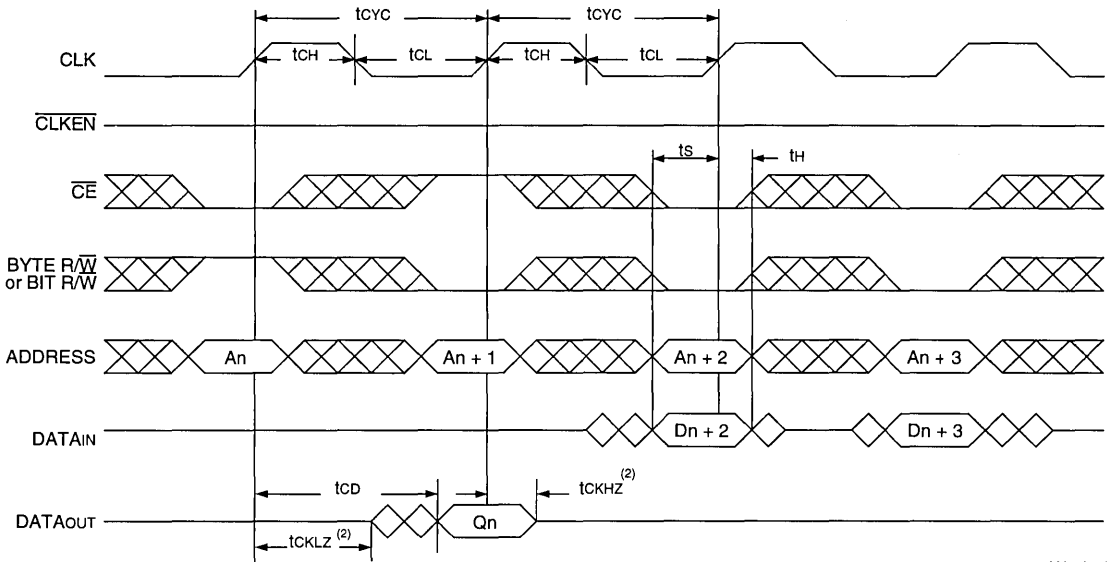 tCYC tCYC
CLK tCH tCL tCH tCL
CLKEN
tS tH
CE
BYTE R/W
or BIT R/W
ADDRESS An An + 1 An + 2 An + 3
DATAIN Dn + 2 Dn + 3
tCD tCKHZ (2)
DATAOUT Qn
tCKLZ (2)